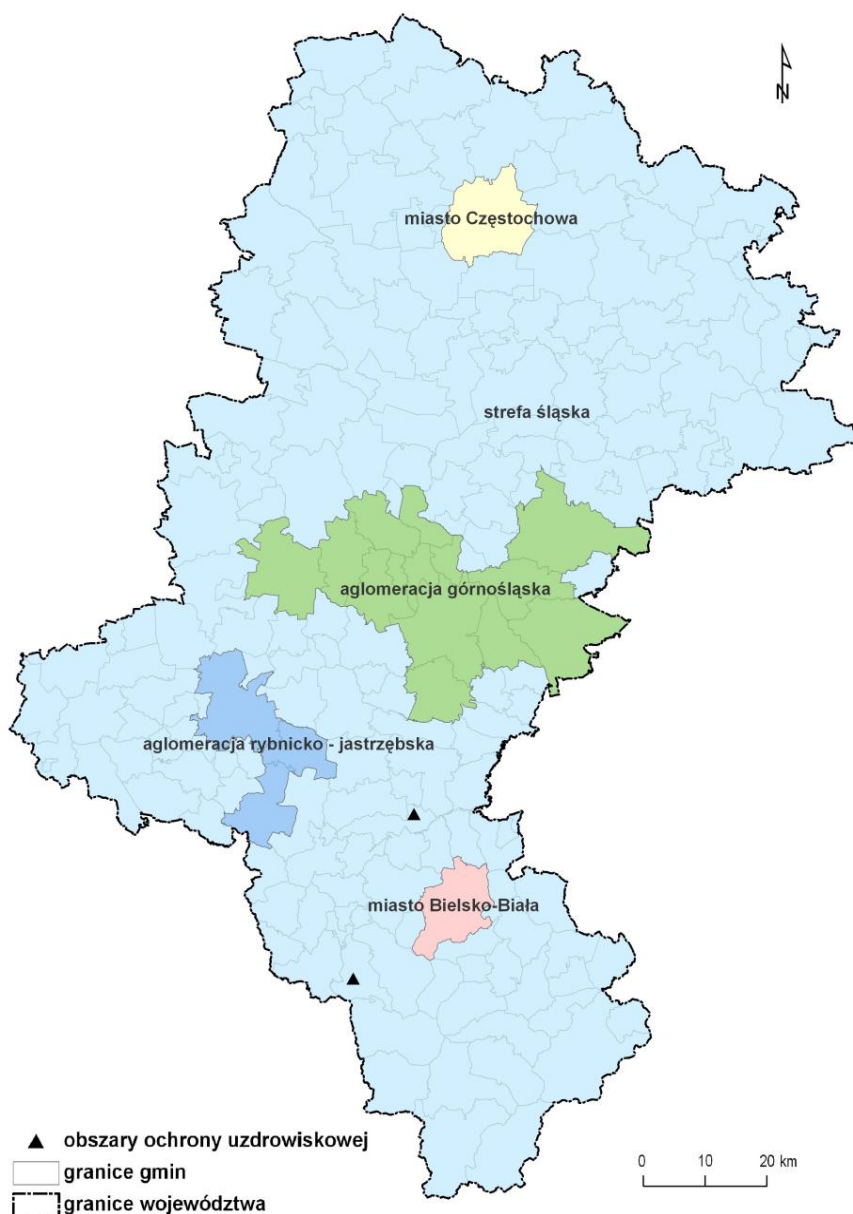 N
miasto Częstochowa
strefa śląska
aglomeracja górnośląska
aglomeracja rybnicko - jastrzębska
miasto Bielsko-Biała
obszary ochrony uzdrowiskowej
granice gmin
granice województwa
0 10 20 km